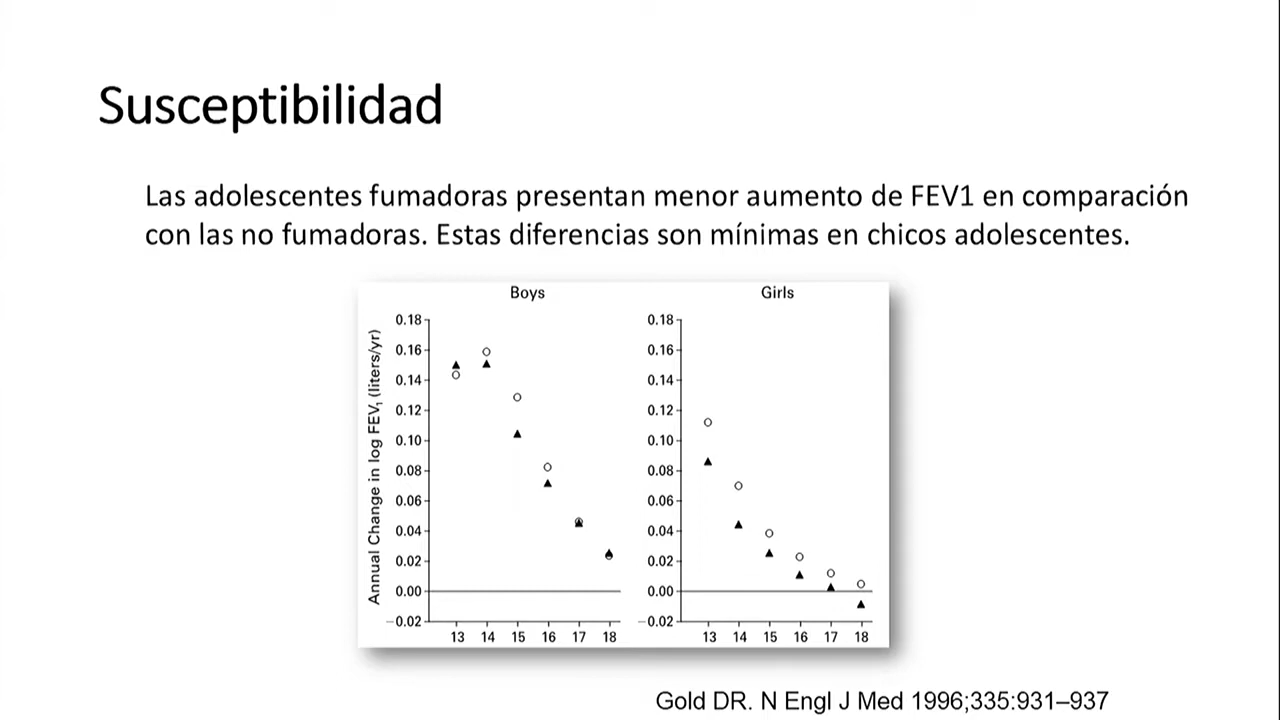 Susceptibilidad
Las adolescentes fumadoras presentan menor aumento de FEV1 en comparación
con las no fumadoras. Estas diferencias son mínimas en chicos adolescentes.
Boys
Annual Change in log FEV₁ (liters/yr)
0.18
0.16
0.14
0.12
0.10
0.08
0.06
0.04
0.02
0.00
−0.02
13 14 15 16 17 18
Girls
0.18
0.16
0.14
0.12
0.10
0.08
0.06
0.04
0.02
0.00
−0.02
13 14 15 16 17 18
Gold DR. N Engl J Med 1996;335:931–937